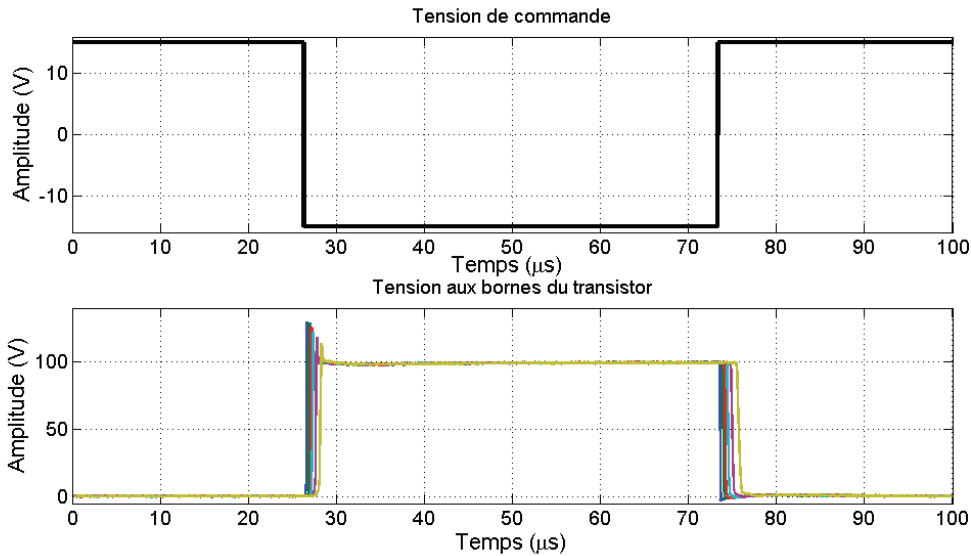 Tension de commande
Amplitude (V)
10
0
-10
0 10 20 30 40 50 60 70 80 90 100
Temps (μs)
Tension aux bornes du transistor
Amplitude (V)
100
50
0
0 10 20 30 40 50 60 70 80 90 100
Temps (μs)